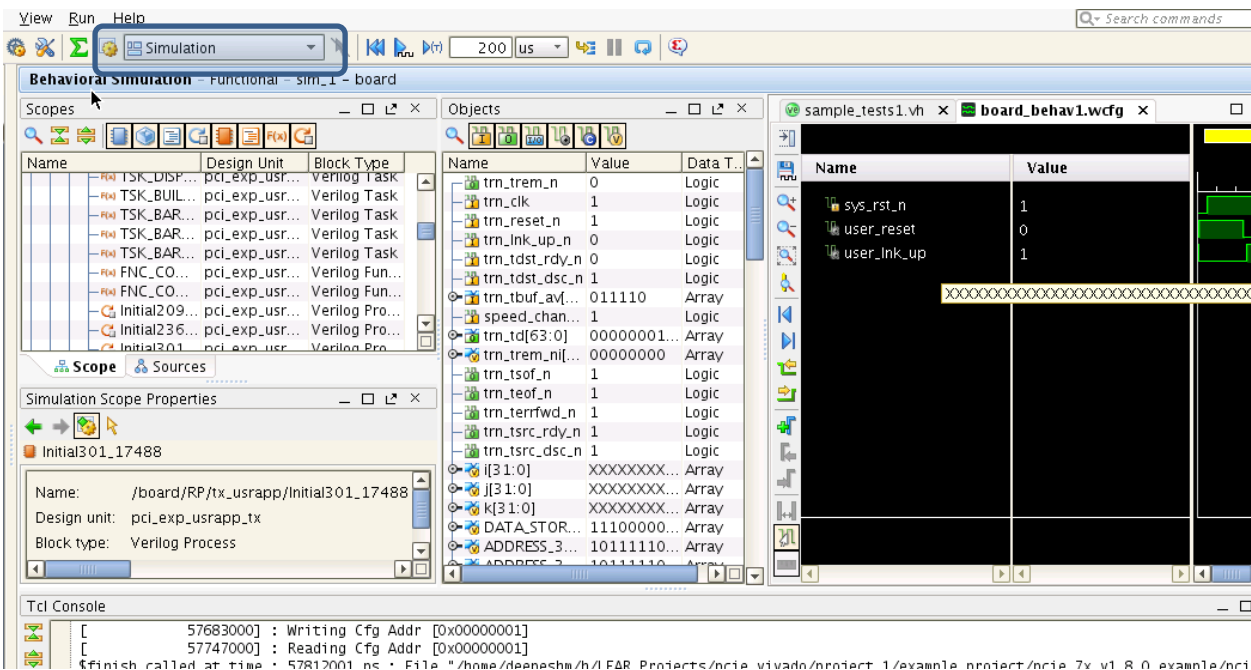 View Run Help
Search commands
Simulation
200 us
Behavioral Simulation - Functional - sim_1 - board
Scopes
Name Design Unit Block Type
TSK_DISP... pci_exp_usr... Verilog Task
TSK_BUIL... pci_exp_usr... Verilog Task
TSK_BAR... pci_exp_usr... Verilog Task
TSK_BAR... pci_exp_usr... Verilog Task
TSK_BAR... pci_exp_usr... Verilog Task
FNC_CO... pci_exp_usr... Verilog Fun...
FNC_CO... pci_exp_usr... Verilog Fun...
Initial209... pci_exp_usr... Verilog Pro...
Initial236... pci_exp_usr... Verilog Pro...
Initial301 pci_exp_usr Verilog Pro
Scope Sources
Simulation Scope Properties
Initial301_17488
Name: /board/RP/tx_usrapp/Initial301_17488
Design unit: pci_exp_usrapp_tx
Block type: Verilog Process
Objects
Name Value Data T...
trn_trem_n 0 Logic
trn_clk 1 Logic
trn_reset_n 1 Logic
trn_lnk_up_n 0 Logic
trn_tdst_rdy_n 0 Logic
trn_tdst_dsc_n 1 Logic
trn_tbuf_av[... 011110 Array
speed_chan... 1 Logic
trn_td[63:0] 00000001... Array
trn_trem_ni[... 00000000 Array
trn_tsof_n 1 Logic
trn_teof_n 1 Logic
trn_terrfwd_n 1 Logic
trn_tsrc_rdy_n 1 Logic
trn_tsrc_dsc_n 1 Logic
i[31:0] XXXXXXXX... Array
j[31:0] XXXXXXXX... Array
k[31:0] XXXXXXXX... Array
DATA_STOR... 11100000... Array
ADDRESS_3... 10111110... Array
sample_tests1.vh board_behav1.wcfg
Name Value
sys_rst_n 1
user_reset 0
user_lnk_up 1
Tcl Console
[ 57683000] : Writing Cfg Addr [0x00000001]
[ 57747000] : Reading Cfg Addr [0x00000001]
$finish called at time : 57812001 ps : File "/home/deepeshm/h/LEAR_Projects/pcie_vivado/project_1/example_project/pcie_7x_v1_8_0_example/pci